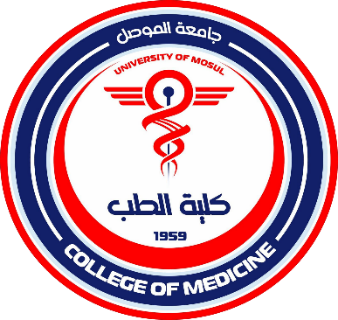 جامعة الموصل
UNIVERSITY OF MOSUL
كلية الطب
1959
COLLEGE OF MEDICINE